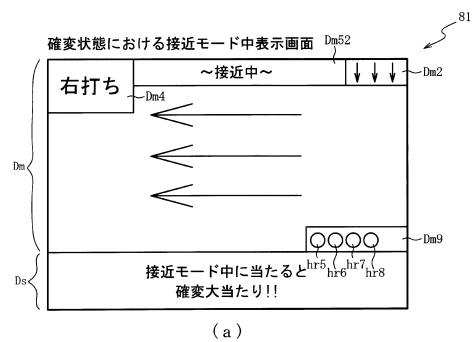 81
確変状態における接近モード中表示画面
Dm52
右打ち
～接近中～
Dm2
Dm4
Dm
Dm9
hr5 hr6 hr7 hr8
Ds
接近モード中に当たると
確変大当たり!!
(a)